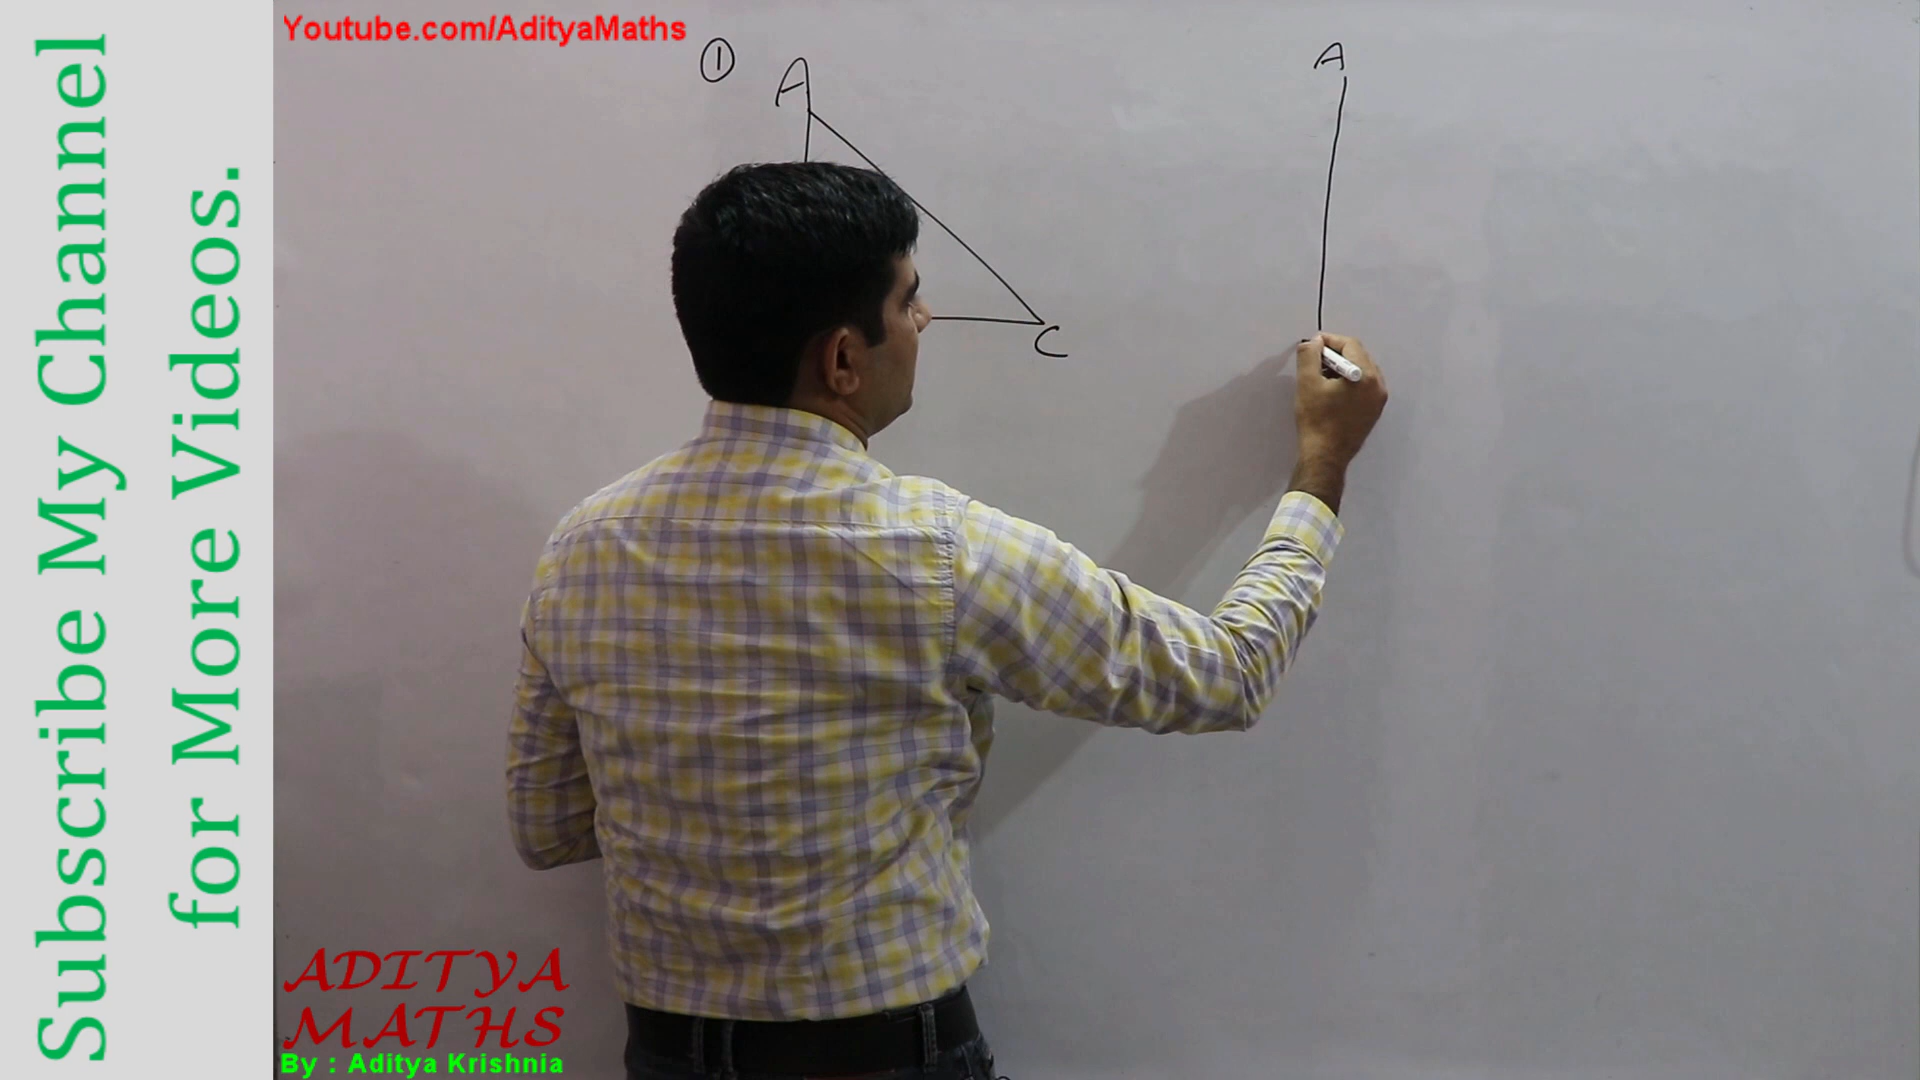 Subscribe My Channel
for More Videos.
Youtube.com/AdityaMaths
① A
C
A
ADITYA
MATHS
By : Aditya Krishnia